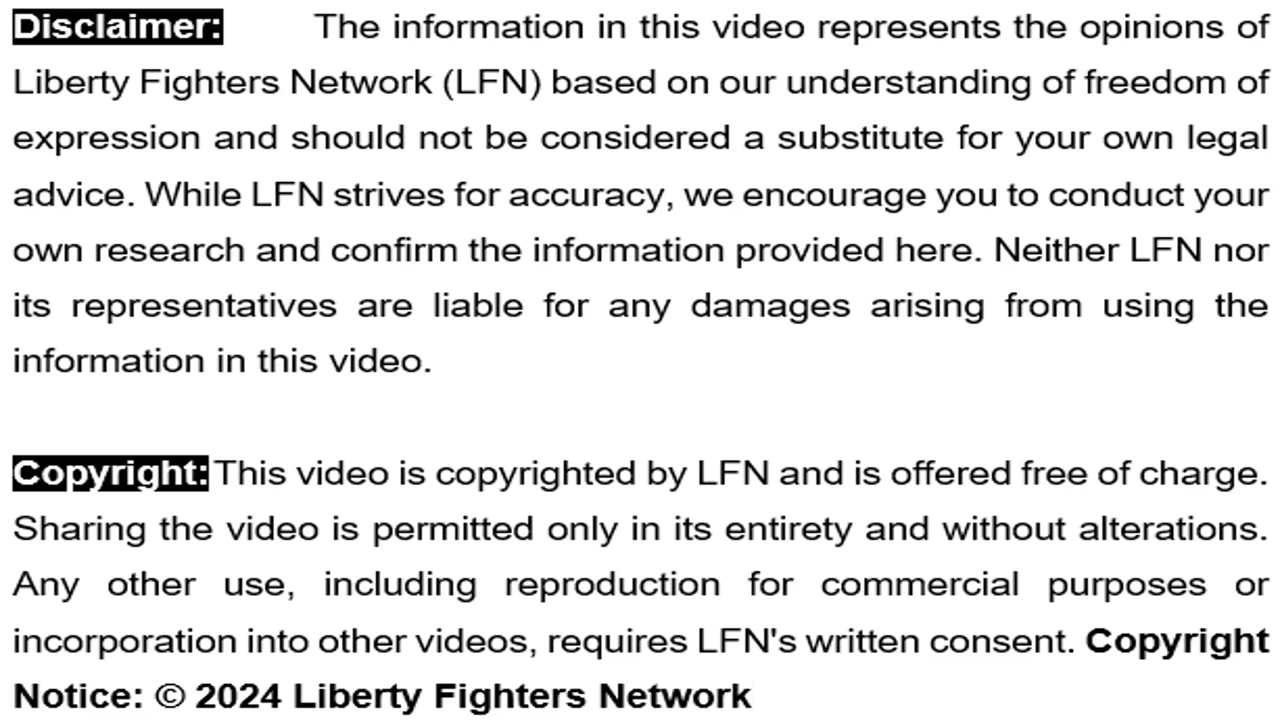 Disclaimer: The information in this video represents the opinions of
Liberty Fighters Network (LFN) based on our understanding of freedom of
expression and should not be considered a substitute for your own legal
advice. While LFN strives for accuracy, we encourage you to conduct your
own research and confirm the information provided here. Neither LFN nor
its representatives are liable for any damages arising from using the
information in this video.
Copyright: This video is copyrighted by LFN and is offered free of charge.
Sharing the video is permitted only in its entirety and without alterations.
Any other use, including reproduction for commercial purposes or
incorporation into other videos, requires LFN's written consent. Copyright
Notice: © 2024 Liberty Fighters Network